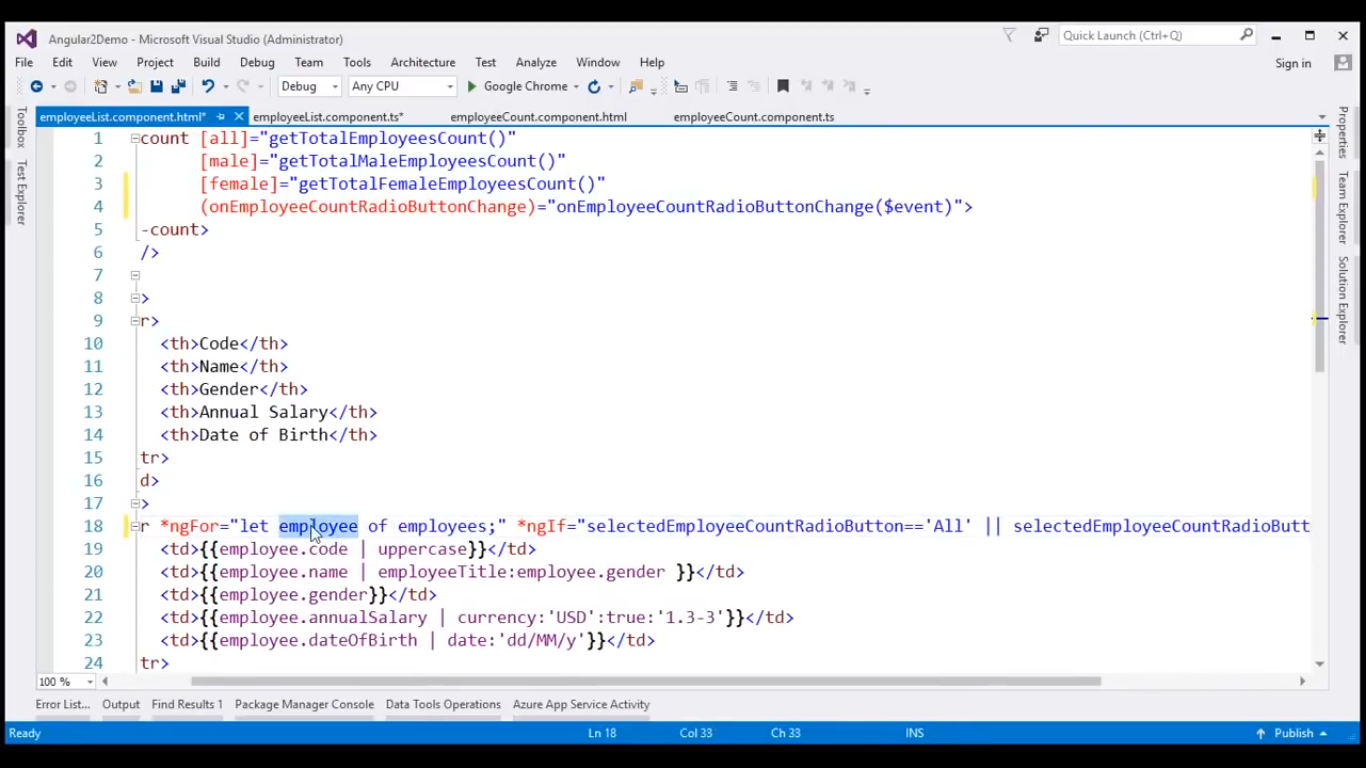 Angular2Demo - Microsoft Visual Studio (Administrator)
Quick Launch (Ctrl+Q)
File Edit View Project Build Debug Team Tools Architecture Test Analyze Window Help
Sign in
Debug Any CPU Google Chrome
employeeList.component.html* employeeList.component.ts* employeeCount.component.html employeeCount.component.ts
Toolbox
Test Explorer
Properties
Team Explorer
Solution Explorer
1 count [all]="getTotalEmployeesCount()"
2 [male]="getTotalMaleEmployeesCount()"
3 [female]="getTotalFemaleEmployeesCount()"
4 (onEmployeeCountRadioButtonChange)="onEmployeeCountRadioButtonChange($event)">
5 -count>
6 />
7
8 >
9 r>
10 <th>Code</th>
11 <th>Name</th>
12 <th>Gender</th>
13 <th>Annual Salary</th>
14 <th>Date of Birth</th>
15 tr>
16 d>
17 >
18 r *ngFor="let employee of employees;" *ngIf="selectedEmployeeCountRadioButton=='All' || selectedEmployeeCountRadioButt
19 <td>{{employee.code | uppercase}}</td>
20 <td>{{employee.name | employeeTitle:employee.gender }}</td>
21 <td>{{employee.gender}}</td>
22 <td>{{employee.annualSalary | currency:'USD':true:'1.3-3'}}</td>
23 <td>{{employee.dateOfBirth | date:'dd/MM/y'}}</td>
24 tr>
100 %
Error List... Output Find Results 1 Package Manager Console Data Tools Operations Azure App Service Activity
Ready Ln 18 Col 33 Ch 33 INS Publish